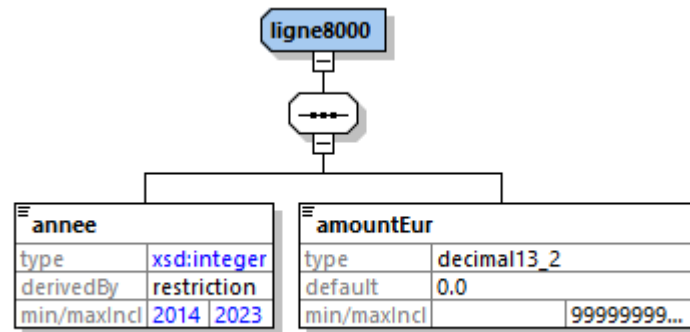 ligne8000
annee
type xsd:integer
derivedBy restriction
min/maxIncl 2014 2023
amountEur
type decimal13_2
default 0.0
min/maxIncl 99999999...